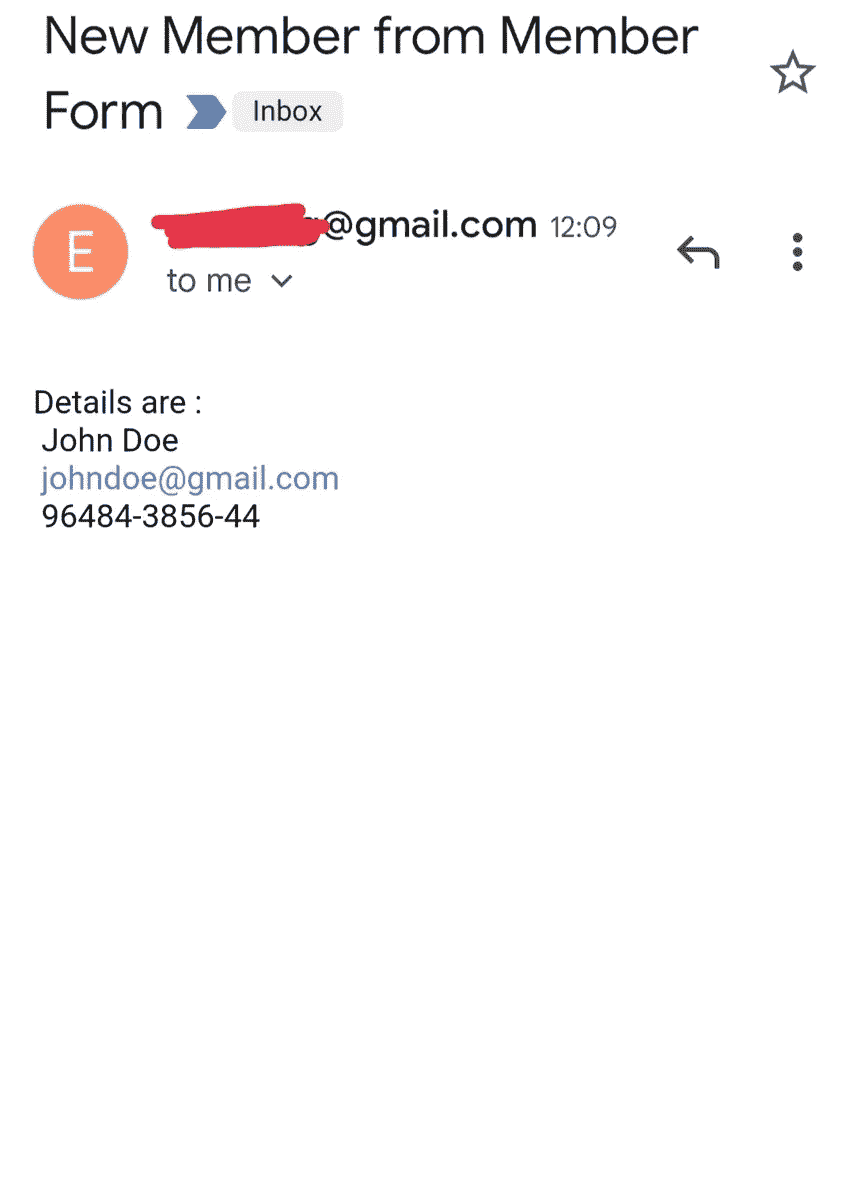 New Member from Member
Form
Inbox
E
@gmail.com 12:09
to me
Details are :
John Doe
johndoe@gmail.com
96484-3856-44